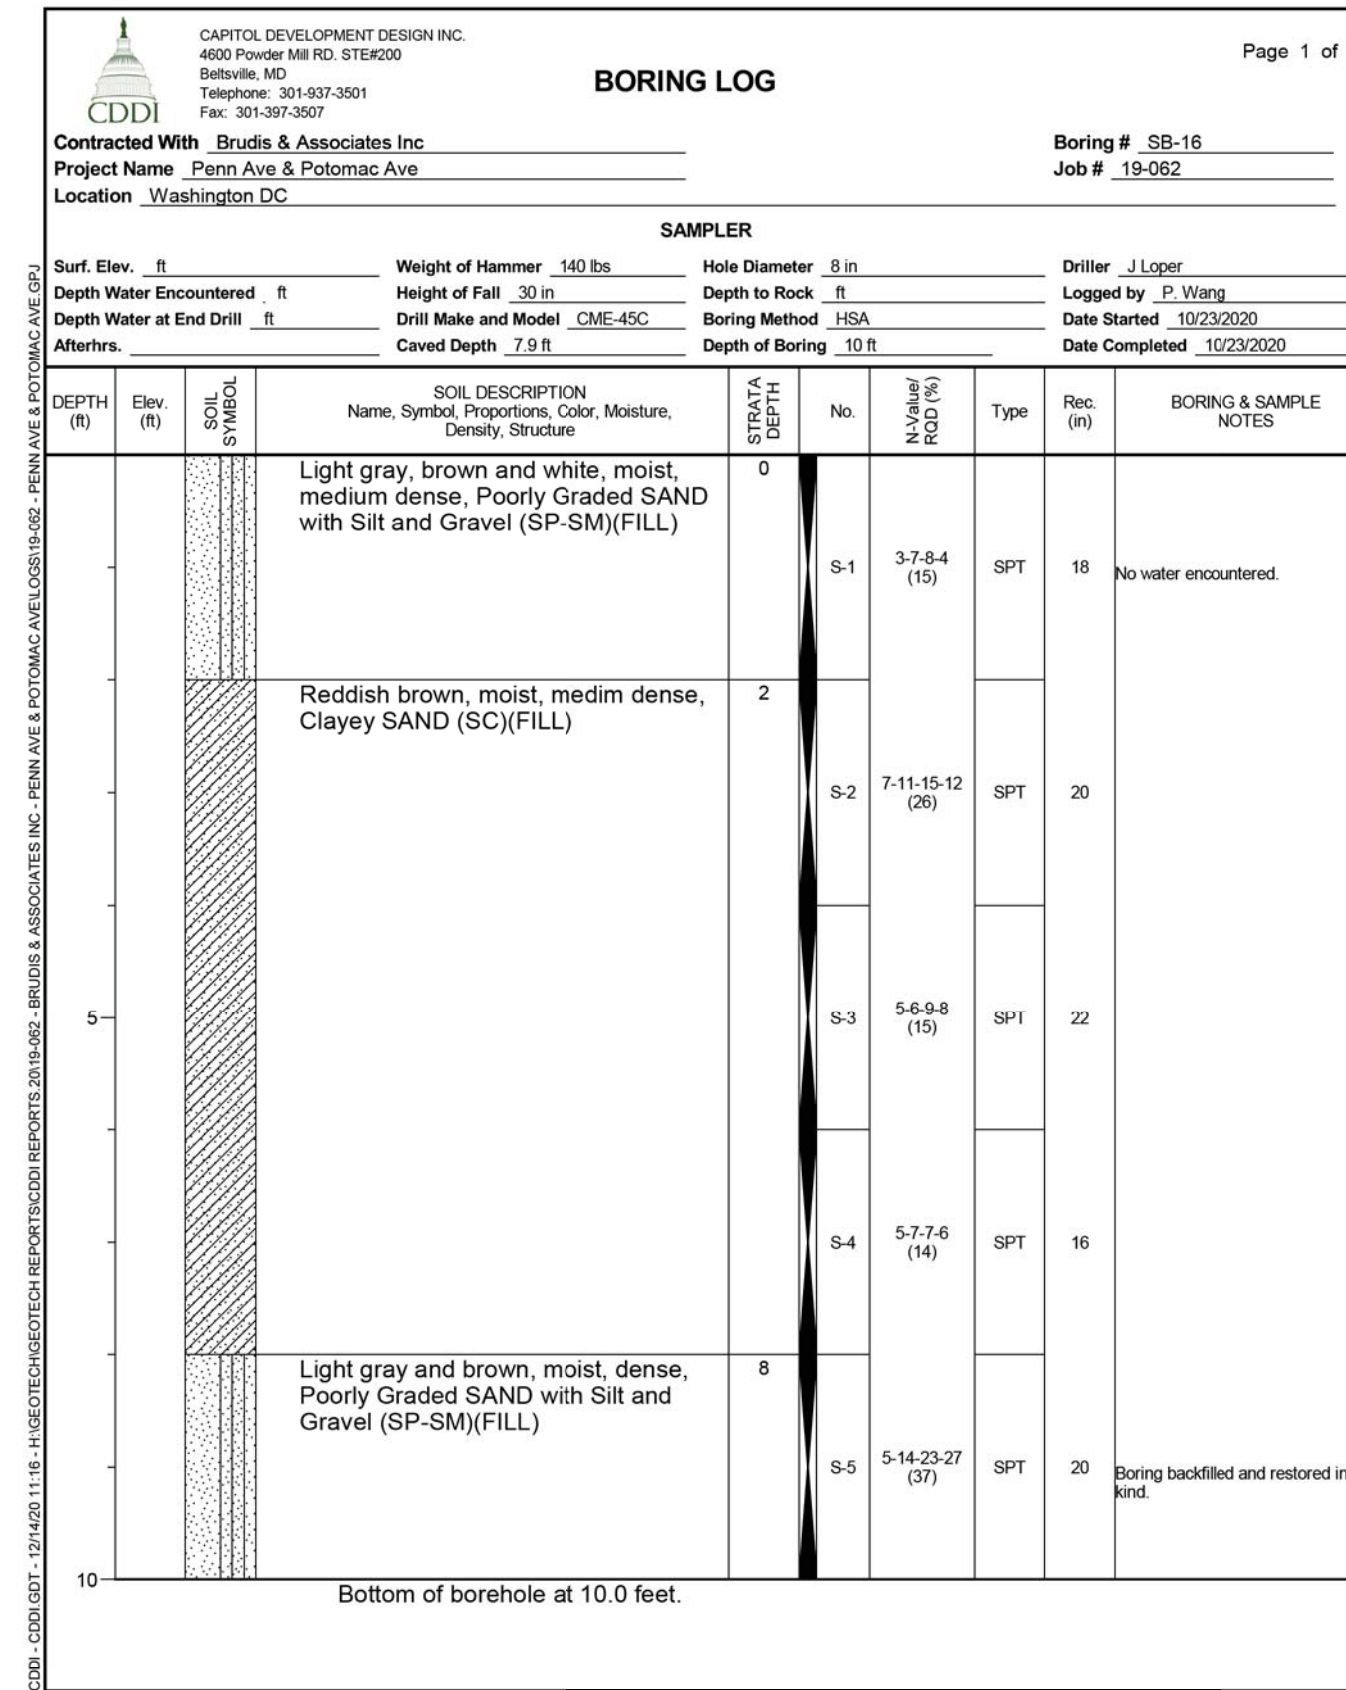 CAPITOL DEVELOPMENT DESIGN INC.
4600 Powder Mill RD. STE#200
Beltsville, MD
Telephone: 301-937-3501
Fax: 301-397-3507
CDDI
BORING LOG
Page 1 of
Contracted With Brudis & Associates Inc
Boring # SB-16
Project Name Penn Ave & Potomac Ave
Job # 19-062
Location Washington DC
SAMPLER
Surf. Elev. ft Weight of Hammer 140 lbs Hole Diameter 8 in Driller J Loper
Depth Water Encountered . ft Height of Fall 30 in Depth to Rock ft Logged by P. Wang
Depth Water at End Drill ft Drill Make and Model CME-45C Boring Method HSA Date Started 10/23/2020
Afterhrs. Caved Depth 7.9 ft Depth of Boring 10 ft Date Completed 10/23/2020
DEPTH
(ft)
Elev.
(ft)
SOIL
SYMBOL
SOIL DESCRIPTION
Name, Symbol, Proportions, Color, Moisture,
Density, Structure
STRATA
DEPTH
No.
N-Value/
RQD (%)
Type
Rec.
(in)
BORING & SAMPLE
NOTES
Light gray, brown and white, moist,
medium dense, Poorly Graded SAND
with Silt and Gravel (SP-SM)(FILL)
0
S-1
3-7-8-4
(15)
SPT
18
No water encountered.
Reddish brown, moist, medim dense,
Clayey SAND (SC)(FILL)
2
S-2
7-11-15-12
(26)
SPT
20
5
S-3
5-6-9-8
(15)
SPT
22
S-4
5-7-7-6
(14)
SPT
16
Light gray and brown, moist, dense,
Poorly Graded SAND with Silt and
Gravel (SP-SM)(FILL)
8
S-5
5-14-23-27
(37)
SPT
20
Boring backfilled and restored in
kind.
10
Bottom of borehole at 10.0 feet.
CDDI - CDDI.GDT - 12/14/20 11:16 - H:\GEOTECH\GEOTECH REPORTS\CDDI REPORTS.20\19-062 - BRUDIS & ASSOCIATES INC - PENN AVE & POTOMAC AVE\LOGS\19-062 - PENN AVE & POTOMAC AVE.GPJ